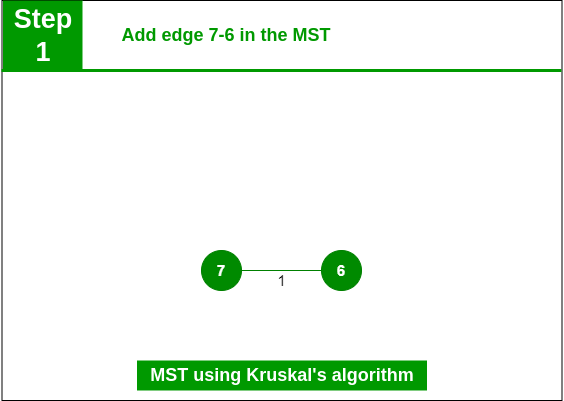 Step
1
Add edge 7-6 in the MST
7
6
1
MST using Kruskal's algorithm